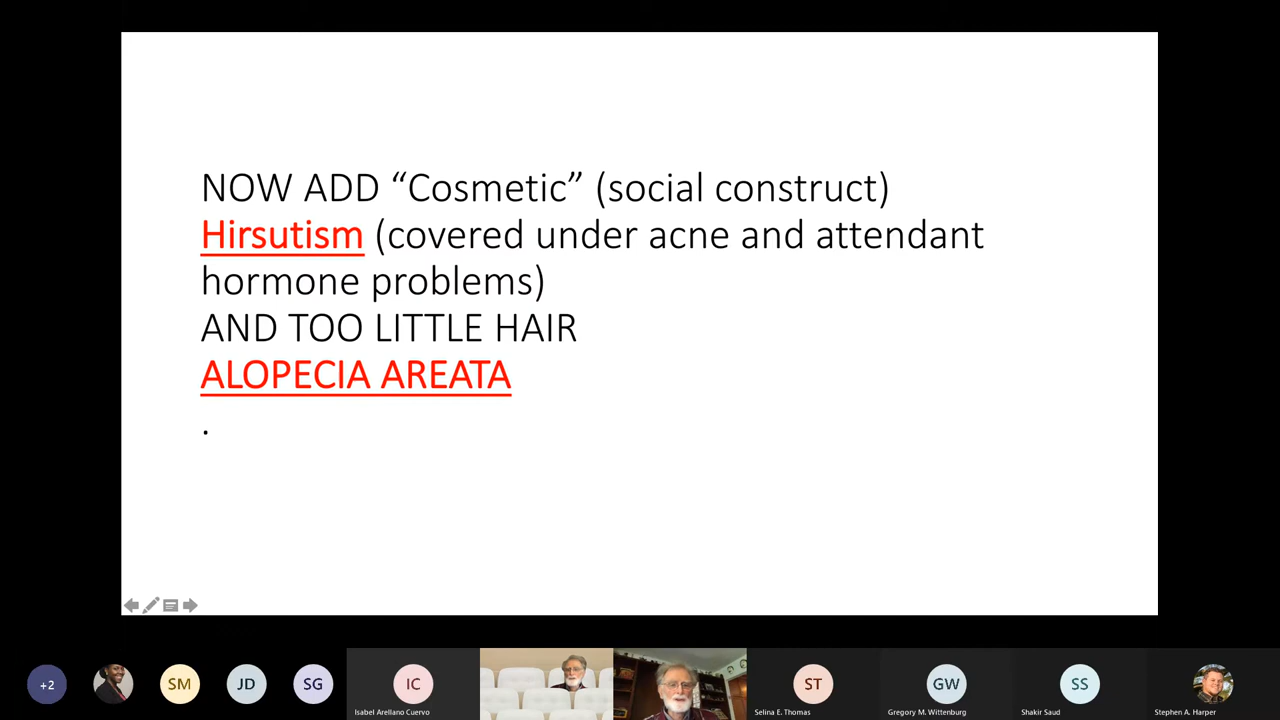 NOW ADD “Cosmetic” (social construct)
Hirsutism (covered under acne and attendant
hormone problems)
AND TOO LITTLE HAIR
ALOPECIA AREATA
.
+2
SM
JD
SG
IC
ST
GW
SS
Isabel Arellano Cuervo
Selina E. Thomas
Gregory M. Wittenburg
Shakir Saud
Stephen A. Harper